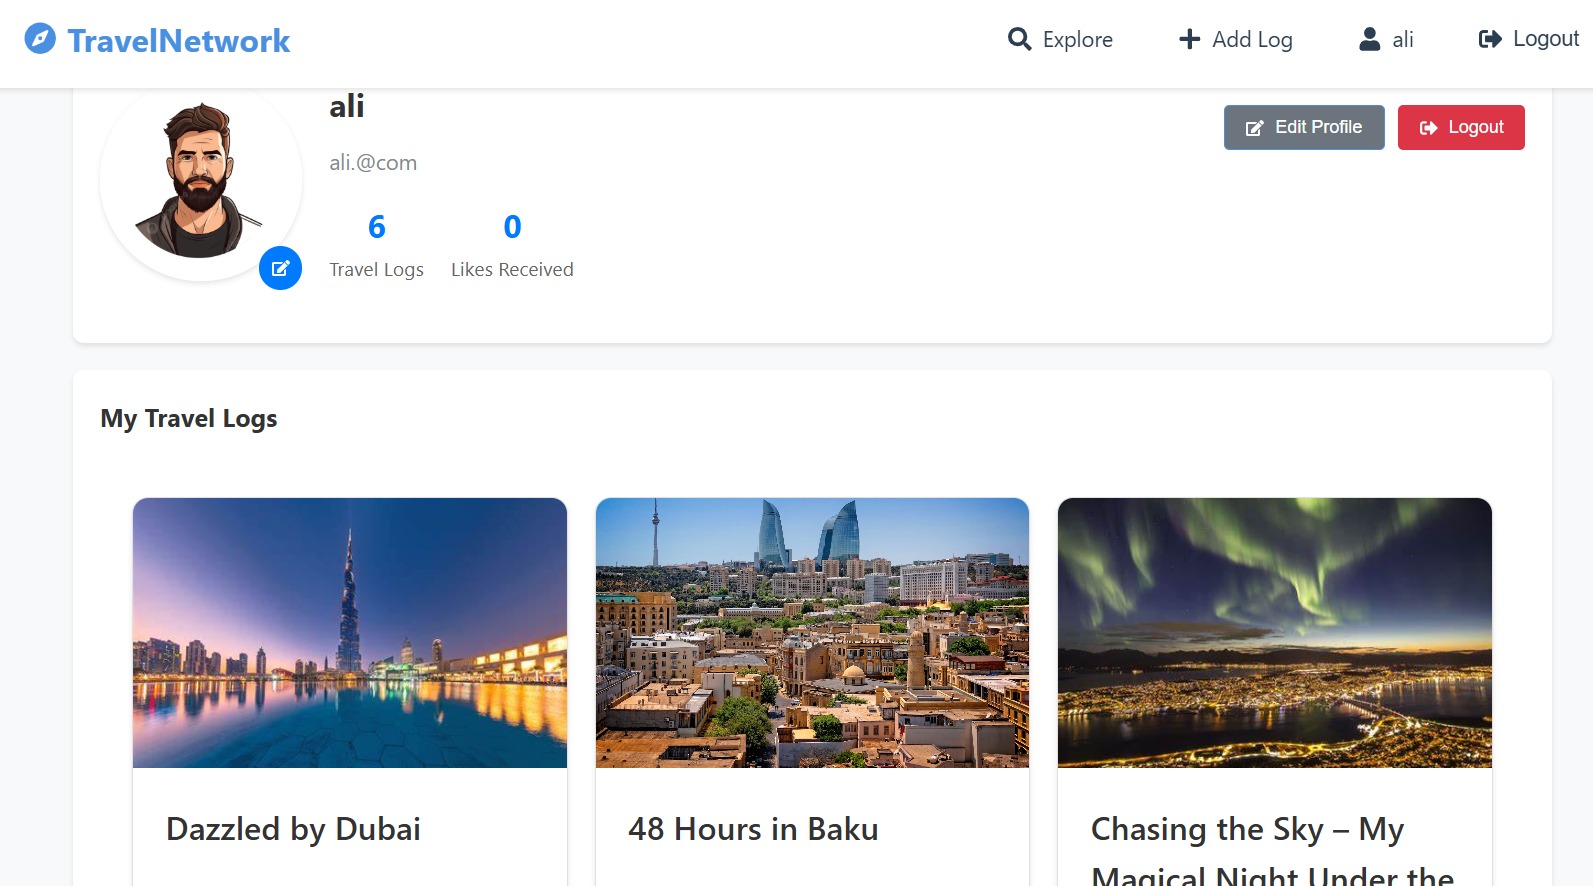 TravelNetwork
Explore
Add Log
ali
Logout
ali
ali.@com
6
Travel Logs
0
Likes Received
Edit Profile
Logout
My Travel Logs
Dazzled by Dubai
48 Hours in Baku
Chasing the Sky – My
Magical Night Under the